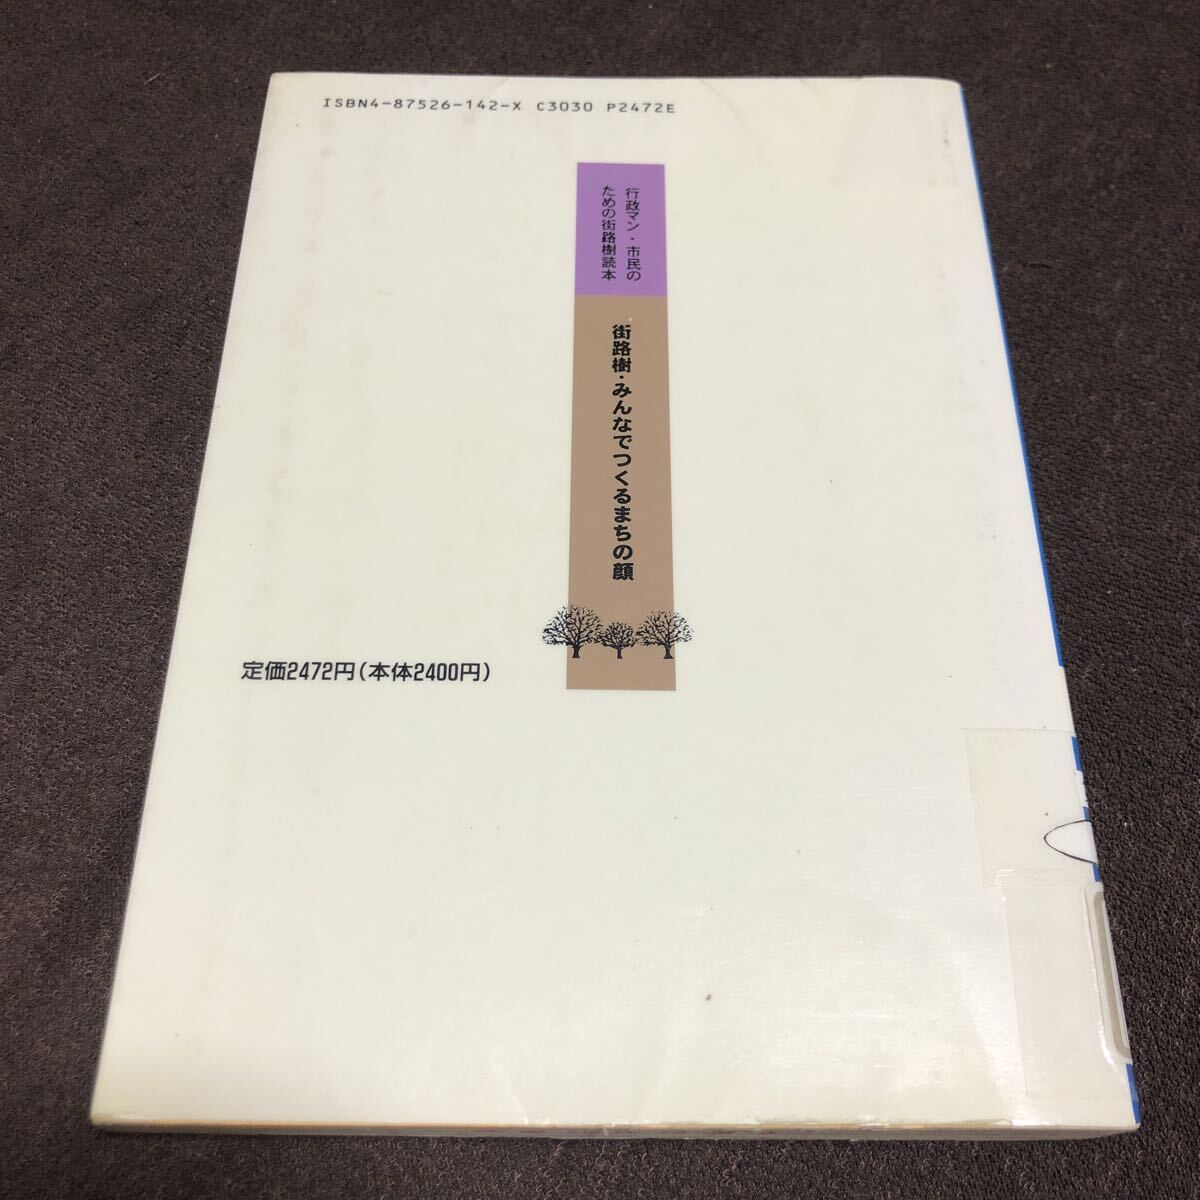 ISBN4-87526-142-X C3030 P2472E
行政マン・市民の
ための街路樹読本
街路樹・みんなでつくるまちの顔
定価2472円(本体2400円)